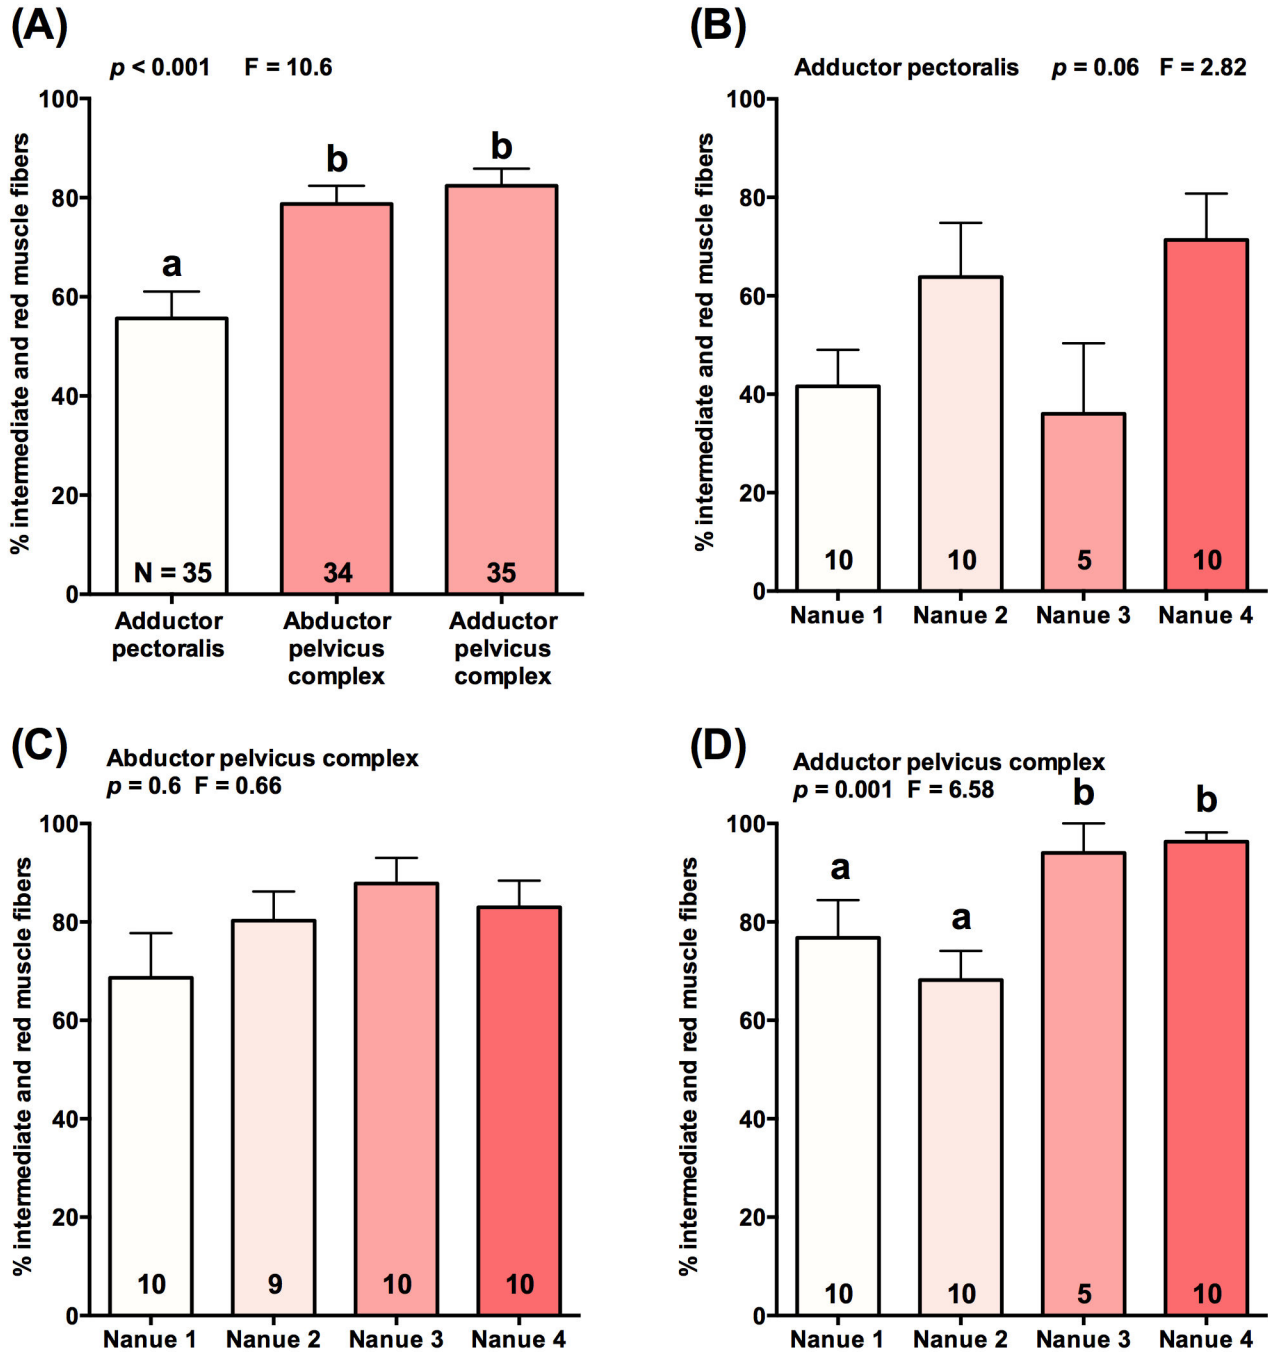 (A)
p < 0.001 F = 10.6
% intermediate and red muscle fibers
100
80
60
40
20
0
a
b
b
N = 35
34
35
Adductor pectoralis
Abductor pelvicus complex
Adductor pelvicus complex
(B)
Adductor pectoralis p = 0.06 F = 2.82
% intermediate and red muscle fibers
100
80
60
40
20
0
10
10
5
10
Nanue 1 Nanue 2 Nanue 3 Nanue 4
(C)
Abductor pelvicus complex
p = 0.6 F = 0.66
% intermediate and red muscle fibers
100
80
60
40
20
0
10
9
10
10
Nanue 1 Nanue 2 Nanue 3 Nanue 4
(D)
Adductor pelvicus complex
p = 0.001 F = 6.58
% intermediate and red muscle fibers
100
80
60
40
20
0
a
a
b
b
10
10
5
10
Nanue 1 Nanue 2 Nanue 3 Nanue 4